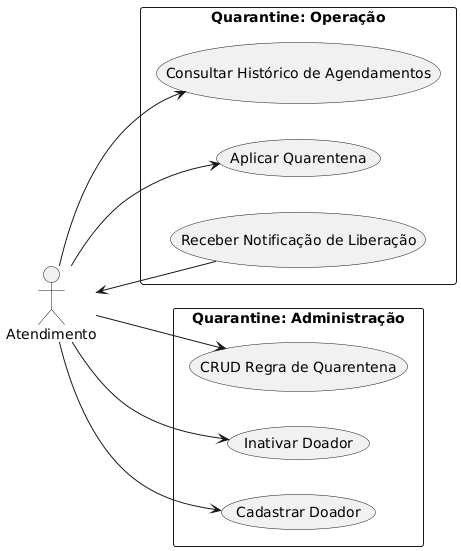 Quarantine: Operação
Consultar Histórico de Agendamentos
Aplicar Quarentena
Receber Notificação de Liberação
Atendimento
Quarantine: Administração
CRUD Regra de Quarentena
Inativar Doador
Cadastrar Doador